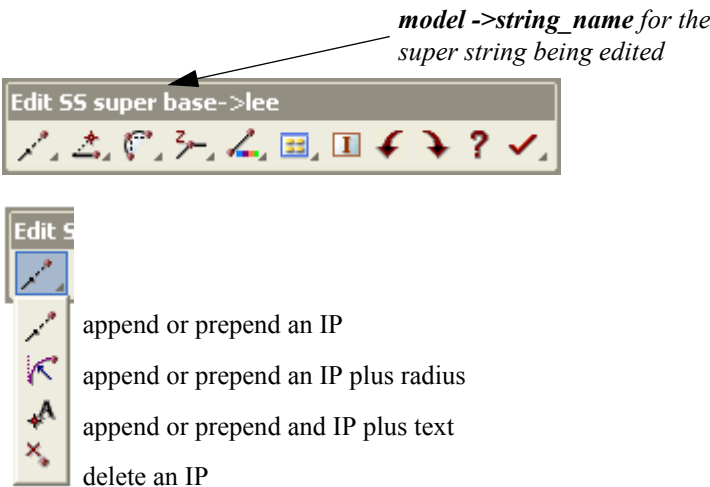 model ->string_name for the
super string being edited
Edit SS super base->lee
Edit S
append or prepend an IP
append or prepend an IP plus radius
append or prepend and IP plus text
delete an IP